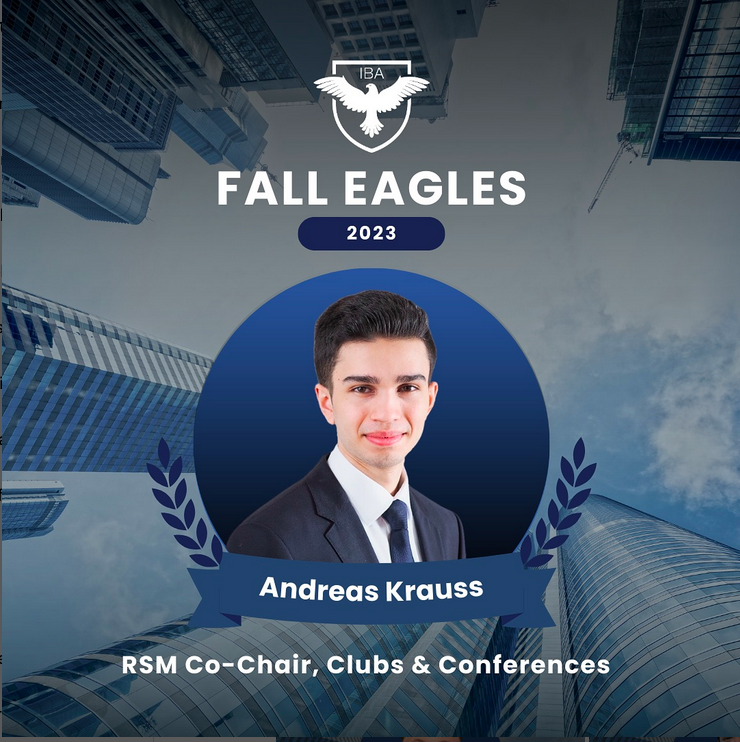 IBA
FALL EAGLES
2023
Andreas Krauss
RSM Co-Chair, Clubs & Conferences